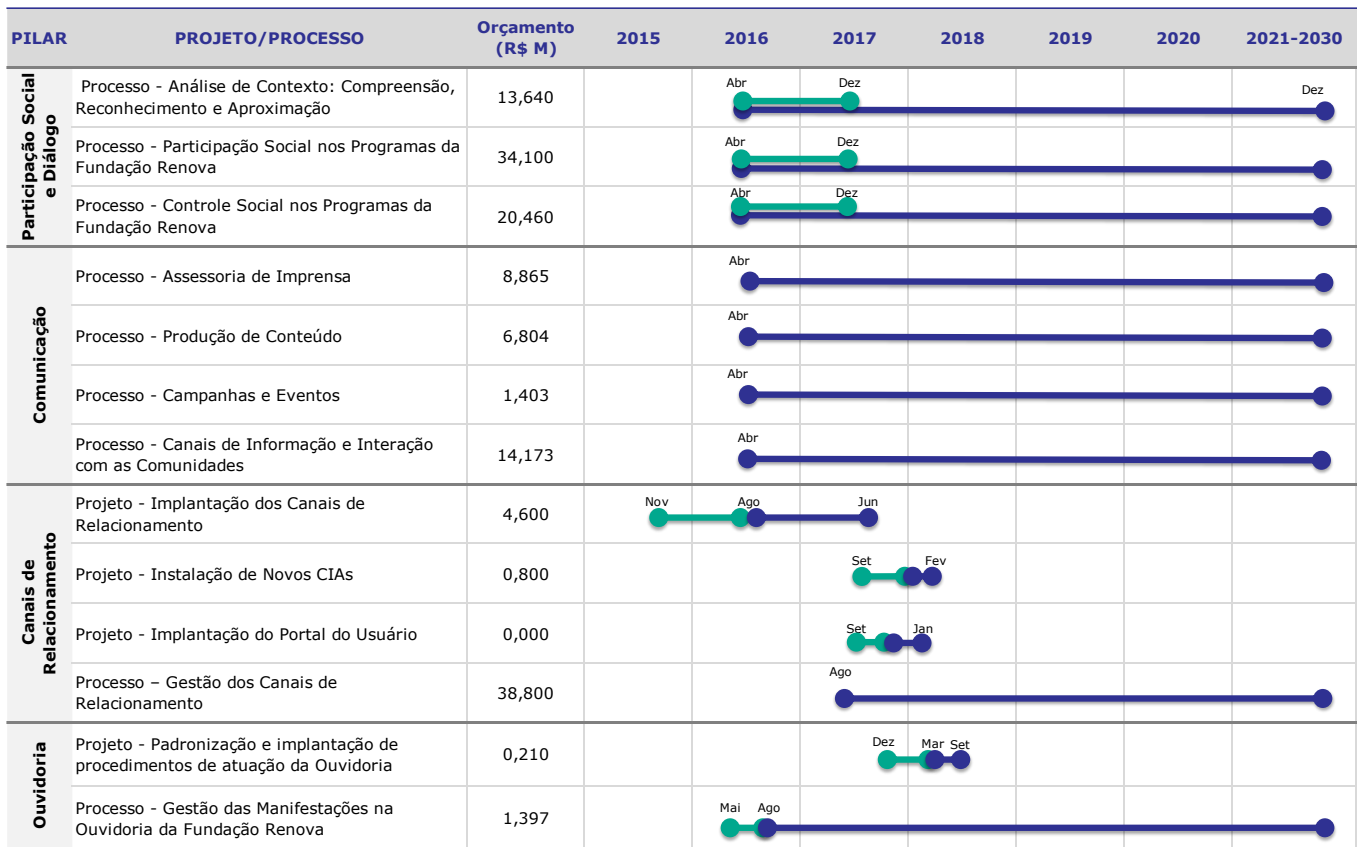 PILAR PROJETO/PROCESSO Orçamento (R$ M) 2015 2016 2017 2018 2019 2020 2021-2030
Participação Social e Diálogo
Processo - Análise de Contexto: Compreensão,
Reconhecimento e Aproximação
13,640
Abr Dez Dez
Processo - Participação Social nos Programas da
Fundação Renova
34,100
Abr Dez
Processo - Controle Social nos Programas da
Fundação Renova
20,460
Abr Dez
Comunicação
Processo - Assessoria de Imprensa
8,865
Abr
Processo - Produção de Conteúdo
6,804
Abr
Processo - Campanhas e Eventos
1,403
Abr
Processo - Canais de Informação e Interação
com as Comunidades
14,173
Abr
Canais de Relacionamento
Projeto - Implantação dos Canais de
Relacionamento
4,600
Nov Ago Jun
Projeto - Instalação de Novos CIAs
0,800
Set Fev
Projeto - Implantação do Portal do Usuário
0,000
Set Jan
Processo – Gestão dos Canais de
Relacionamento
38,800
Ago
Ouvidoria
Projeto - Padronização e implantação de
procedimentos de atuação da Ouvidoria
0,210
Dez Mar Set
Processo - Gestão das Manifestações na
Ouvidoria da Fundação Renova
1,397
Mai Ago